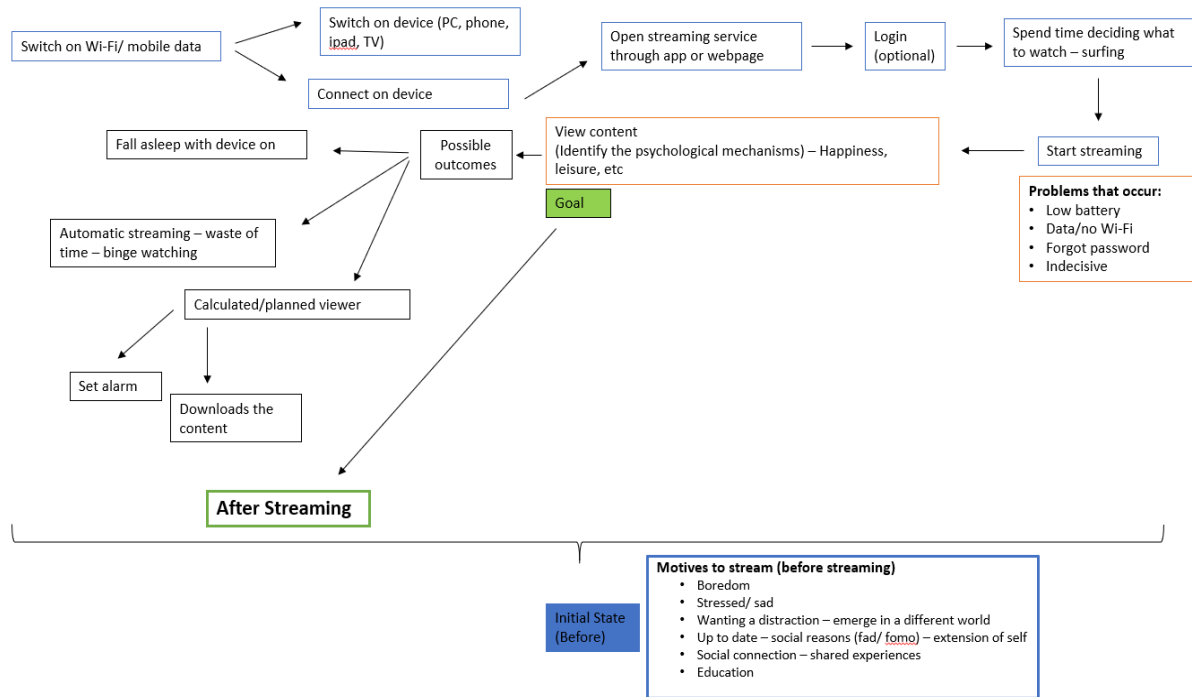 Switch on Wi-Fi/ mobile data
Switch on device (PC, phone,
ipad, TV)
Connect on device
Open streaming service
through app or webpage
Login
(optional)
Spend time deciding what
to watch – surfing
Start streaming
Problems that occur:
• Low battery
• Data/no Wi-Fi
• Forgot password
• Indecisive
View content
(Identify the psychological mechanisms) – Happiness,
leisure, etc
Goal
Possible
outcomes
Fall asleep with device on
Automatic streaming – waste of
time – binge watching
Calculated/planned viewer
Set alarm
Downloads the
content
After Streaming
Initial State
(Before)
Motives to stream (before streaming)
• Boredom
• Stressed/ sad
• Wanting a distraction – emerge in a different world
• Up to date – social reasons (fad/ fomo) – extension of self
• Social connection – shared experiences
• Education